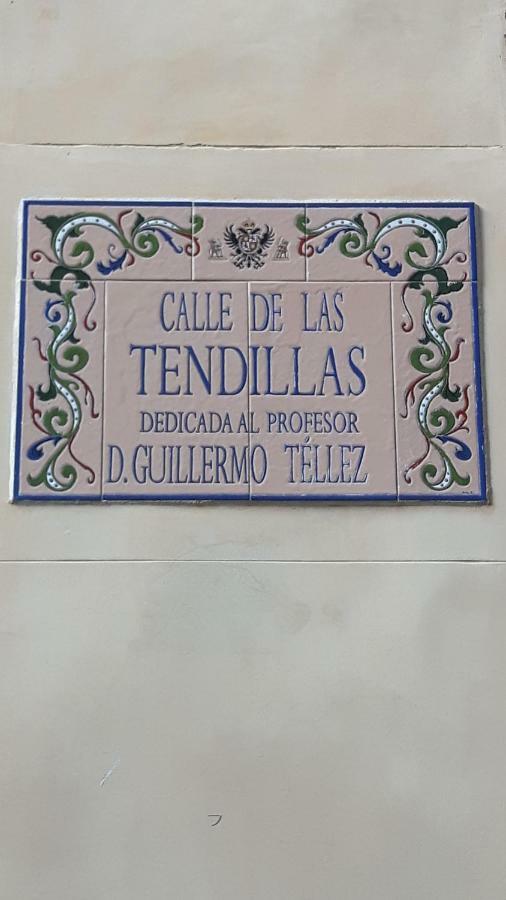 CALLE DE LAS
TENDILLAS
DEDICADA AL PROFESOR
D. GUILLERMO TÉLLEZ